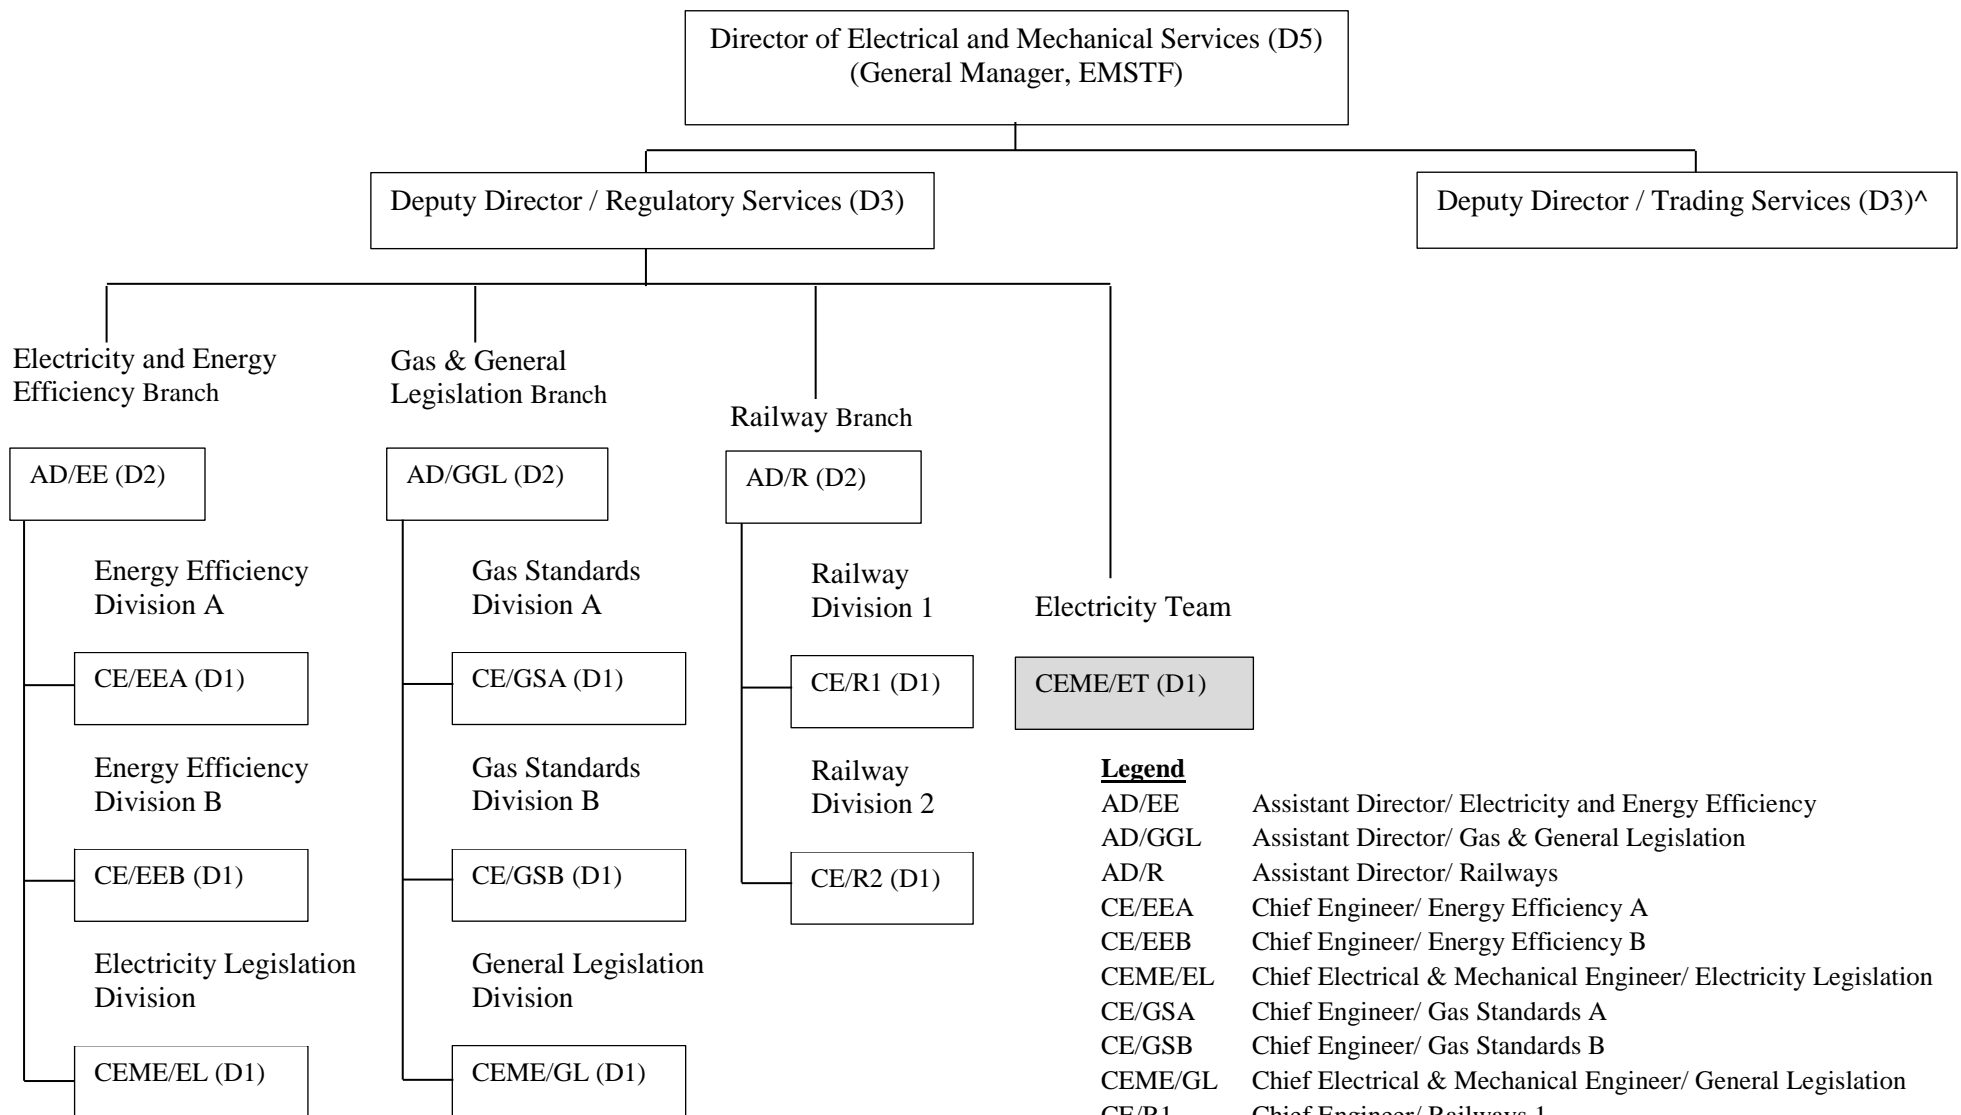 Director of Electrical and Mechanical Services (D5)
(General Manager, EMSTF)
Deputy Director / Regulatory Services (D3)
Deputy Director / Trading Services (D3)^
Electricity and Energy
Efficiency Branch
Gas & General
Legislation Branch
Railway Branch
AD/EE (D2)
AD/GGL (D2)
AD/R (D2)
Energy Efficiency
Division A
Gas Standards
Division A
Railway
Division 1
Electricity Team
CE/EEA (D1)
CE/GSA (D1)
CE/R1 (D1)
CEME/ET (D1)
Energy Efficiency
Division B
Gas Standards
Division B
Railway
Division 2
CE/EEB (D1)
CE/GSB (D1)
CE/R2 (D1)
Electricity Legislation
Division
General Legislation
Division
CEME/EL (D1)
CEME/GL (D1)
Legend
AD/EE Assistant Director/ Electricity and Energy Efficiency
AD/GGL Assistant Director/ Gas & General Legislation
AD/R Assistant Director/ Railways
CE/EEA Chief Engineer/ Energy Efficiency A
CE/EEB Chief Engineer/ Energy Efficiency B
CEME/EL Chief Electrical & Mechanical Engineer/ Electricity Legislation
CE/GSA Chief Engineer/ Gas Standards A
CE/GSB Chief Engineer/ Gas Standards B
CEME/GL Chief Electrical & Mechanical Engineer/ General Legislation
CE/R1 Chief Engineer/ Railways 1